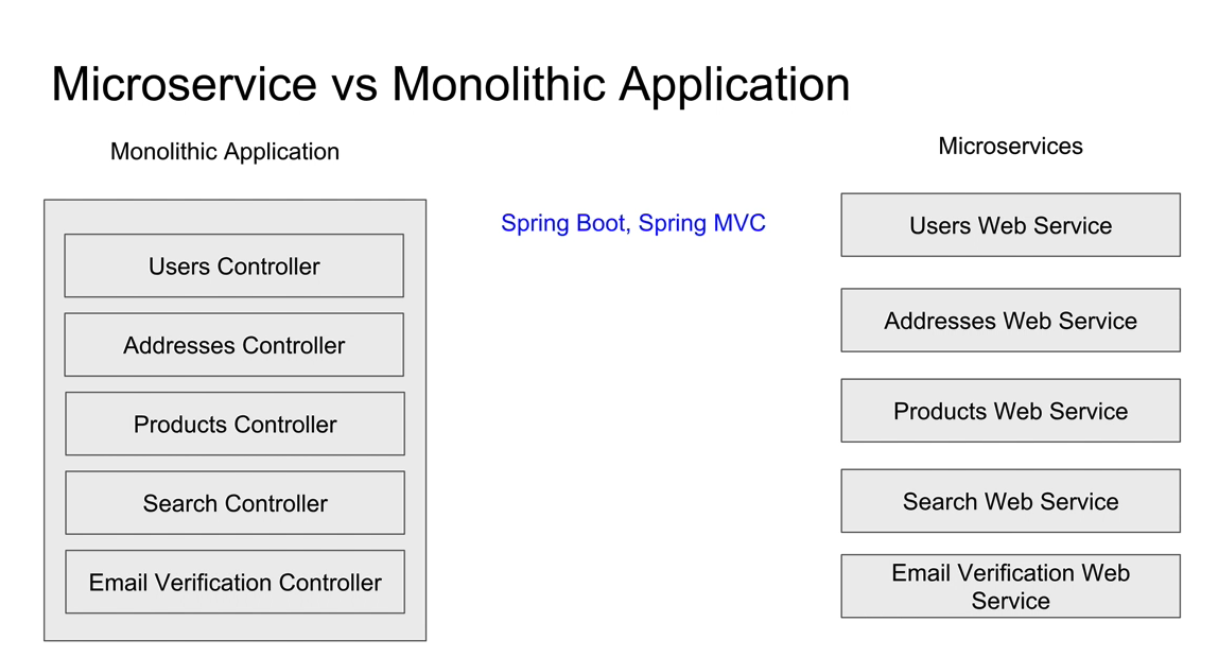 Microservice vs Monolithic Application
Monolithic Application
Users Controller
Addresses Controller
Products Controller
Search Controller
Email Verification Controller
Spring Boot, Spring MVC
Microservices
Users Web Service
Addresses Web Service
Products Web Service
Search Web Service
Email Verification Web
Service